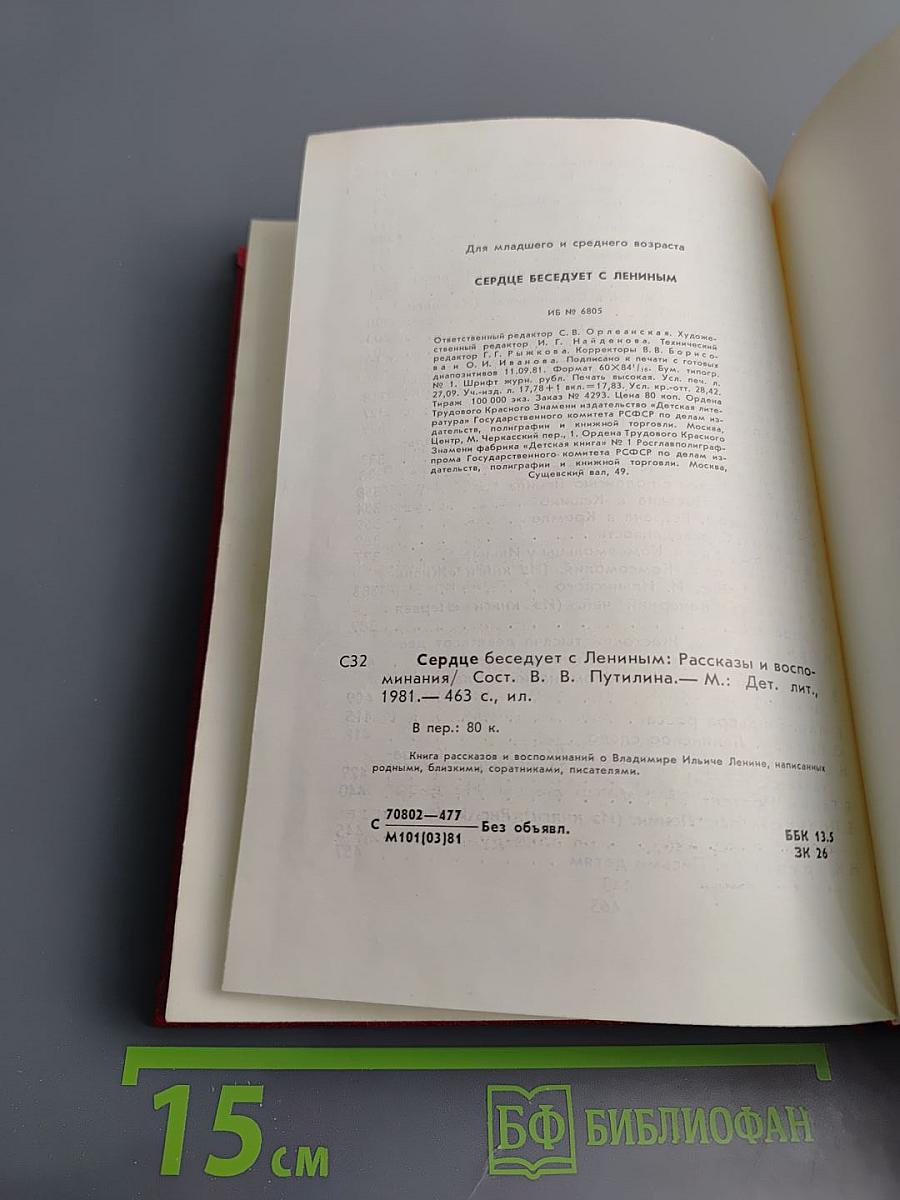 Для младшего и среднего возраста
СЕРДЦЕ БЕСЕДУЕТ С ЛЕНИНЫМ
ИБ № 6805
Ответственный редактор С. В. Орлеанская. Художе-
ственный редактор И. Г. Найденова. Технический
редактор Г. Г. Рыжкова. Корректоры В. В. Борисо-
ва и О. И. Иванова. Подписано к печати с готовых
диапозитивов 11.09.81. Формат 60×84¹/₁₆. Бум. типогр.
№ 1. Шрифт журн. рубл. Печать высокая. Усл. печ. л.
27,09. Уч.-изд. л. 17,78+1 вкл.=17,83. Усл. кр.-отт. 28,42.
Тираж 100 000 экз. Заказ № 4293. Цена 80 коп. Ордена
Трудового Красного Знамени издательство «Детская лите-
ратура» Государственного комитета РСФСР по делам из-
дательств, полиграфии и книжной торговли. Москва,
Центр, М. Черкасский пер., 1. Ордена Трудового Красного
Знамени фабрика «Детская книга» № 1 Росглавполиграф-
прома Государственного комитета РСФСР по делам из-
дательств, полиграфии и книжной торговли. Москва,
Сущевский вал, 49.
С32 Сердце беседует с Лениным: Рассказы и воспо-
минания/ Сост. В. В. Путилина.— М.: Дет. лит.,
1981.— 463 с., ил.
В пер.: 80 к.
Книга рассказов и воспоминаний о Владимире Ильиче Ленине, написанных
родными, близкими, соратниками, писателями.
70802—477
С М101(03)81 Без объявл.
ББК 13.5
ЗК 26
15 см
БФ БИБЛИОФАН